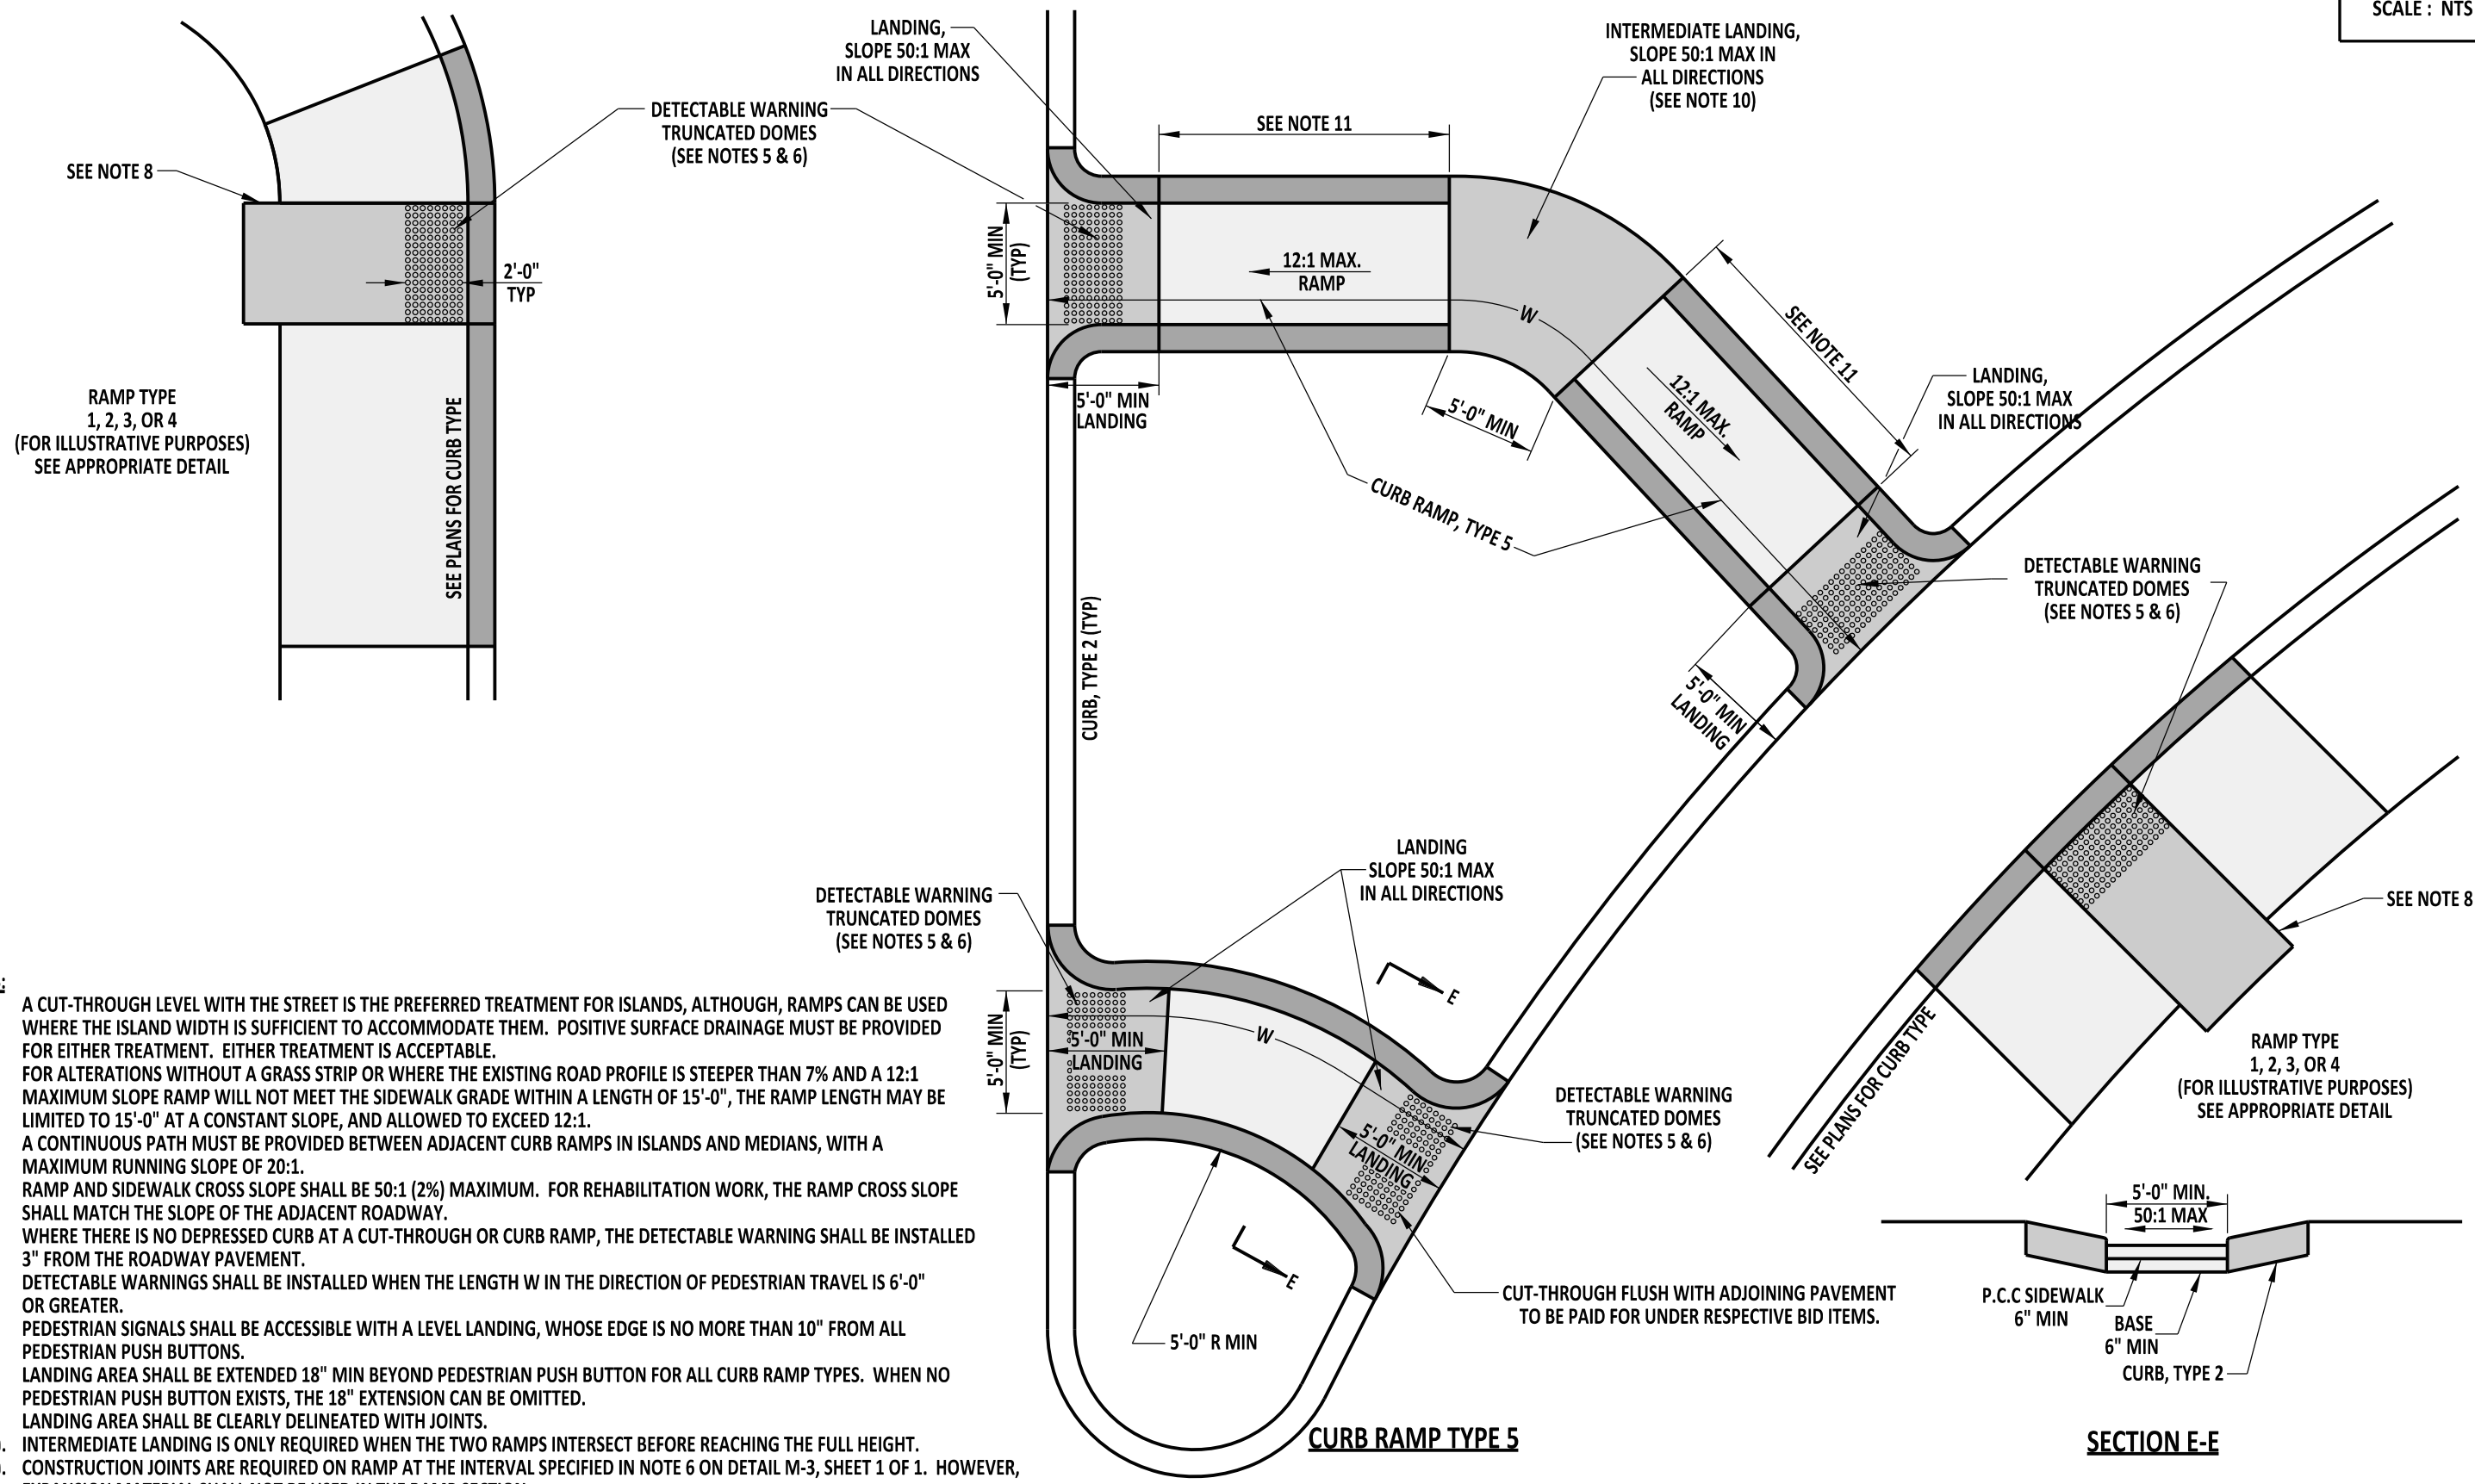 SCALE : NTS
LANDING,
SLOPE 50:1 MAX
IN ALL DIRECTIONS
INTERMEDIATE LANDING,
SLOPE 50:1 MAX IN
ALL DIRECTIONS
(SEE NOTE 10)
DETECTABLE WARNING
TRUNCATED DOMES
(SEE NOTES 5 & 6)
SEE NOTE 11
SEE NOTE 8
5'-0" MIN
(TYP)
12:1 MAX.
RAMP
2'-0"
TYP
W
SEE NOTE 11
RAMP TYPE
1, 2, 3, OR 4
(FOR ILLUSTRATIVE PURPOSES)
SEE APPROPRIATE DETAIL
SEE PLANS FOR CURB TYPE
5'-0" MIN
LANDING
5'-0" MIN
12:1 MAX.
RAMP
LANDING,
SLOPE 50:1 MAX
IN ALL DIRECTIONS
CURB RAMP, TYPE 5
DETECTABLE WARNING
TRUNCATED DOMES
(SEE NOTES 5 & 6)
CURB, TYPE 2 (TYP)
5'-0" MIN
LANDING
LANDING
SLOPE 50:1 MAX
IN ALL DIRECTIONS
DETECTABLE WARNING
TRUNCATED DOMES
(SEE NOTES 5 & 6)
SEE NOTE 8
E
5'-0" MIN
(TYP)
5'-0" MIN
LANDING
W
5'-0" MIN
LANDING
DETECTABLE WARNING
TRUNCATED DOMES
(SEE NOTES 5 & 6)
SEE PLANS FOR CURB TYPE
RAMP TYPE
1, 2, 3, OR 4
(FOR ILLUSTRATIVE PURPOSES)
SEE APPROPRIATE DETAIL
E
CUT-THROUGH FLUSH WITH ADJOINING PAVEMENT
TO BE PAID FOR UNDER RESPECTIVE BID ITEMS.
5'-0" R MIN
5'-0" MIN.
50:1 MAX
P.C.C SIDEWALK
6" MIN
BASE
6" MIN
CURB, TYPE 2
CURB RAMP TYPE 5
SECTION E-E
A CUT-THROUGH LEVEL WITH THE STREET IS THE PREFERRED TREATMENT FOR ISLANDS, ALTHOUGH, RAMPS CAN BE USED
WHERE THE ISLAND WIDTH IS SUFFICIENT TO ACCOMMODATE THEM.  POSITIVE SURFACE DRAINAGE MUST BE PROVIDED
FOR EITHER TREATMENT.  EITHER TREATMENT IS ACCEPTABLE.
FOR ALTERATIONS WITHOUT A GRASS STRIP OR WHERE THE EXISTING ROAD PROFILE IS STEEPER THAN 7% AND A 12:1
MAXIMUM SLOPE RAMP WILL NOT MEET THE SIDEWALK GRADE WITHIN A LENGTH OF 15'-0", THE RAMP LENGTH MAY BE
LIMITED TO 15'-0" AT A CONSTANT SLOPE, AND ALLOWED TO EXCEED 12:1.
A CONTINUOUS PATH MUST BE PROVIDED BETWEEN ADJACENT CURB RAMPS IN ISLANDS AND MEDIANS, WITH A
MAXIMUM RUNNING SLOPE OF 20:1.
RAMP AND SIDEWALK CROSS SLOPE SHALL BE 50:1 (2%) MAXIMUM.  FOR REHABILITATION WORK, THE RAMP CROSS SLOPE
SHALL MATCH THE SLOPE OF THE ADJACENT ROADWAY.
WHERE THERE IS NO DEPRESSED CURB AT A CUT-THROUGH OR CURB RAMP, THE DETECTABLE WARNING SHALL BE INSTALLED
3" FROM THE ROADWAY PAVEMENT.
DETECTABLE WARNINGS SHALL BE INSTALLED WHEN THE LENGTH W IN THE DIRECTION OF PEDESTRIAN TRAVEL IS 6'-0"
OR GREATER.
PEDESTRIAN SIGNALS SHALL BE ACCESSIBLE WITH A LEVEL LANDING, WHOSE EDGE IS NO MORE THAN 10" FROM ALL
PEDESTRIAN PUSH BUTTONS.
LANDING AREA SHALL BE EXTENDED 18" MIN BEYOND PEDESTRIAN PUSH BUTTON FOR ALL CURB RAMP TYPES.  WHEN NO
PEDESTRIAN PUSH BUTTON EXISTS, THE 18" EXTENSION CAN BE OMITTED.
LANDING AREA SHALL BE CLEARLY DELINEATED WITH JOINTS.
INTERMEDIATE LANDING IS ONLY REQUIRED WHEN THE TWO RAMPS INTERSECT BEFORE REACHING THE FULL HEIGHT.
CONSTRUCTION JOINTS ARE REQUIRED ON RAMP AT THE INTERVAL SPECIFIED IN NOTE 6 ON DETAIL M-3, SHEET 1 OF 1.  HOWEVER,